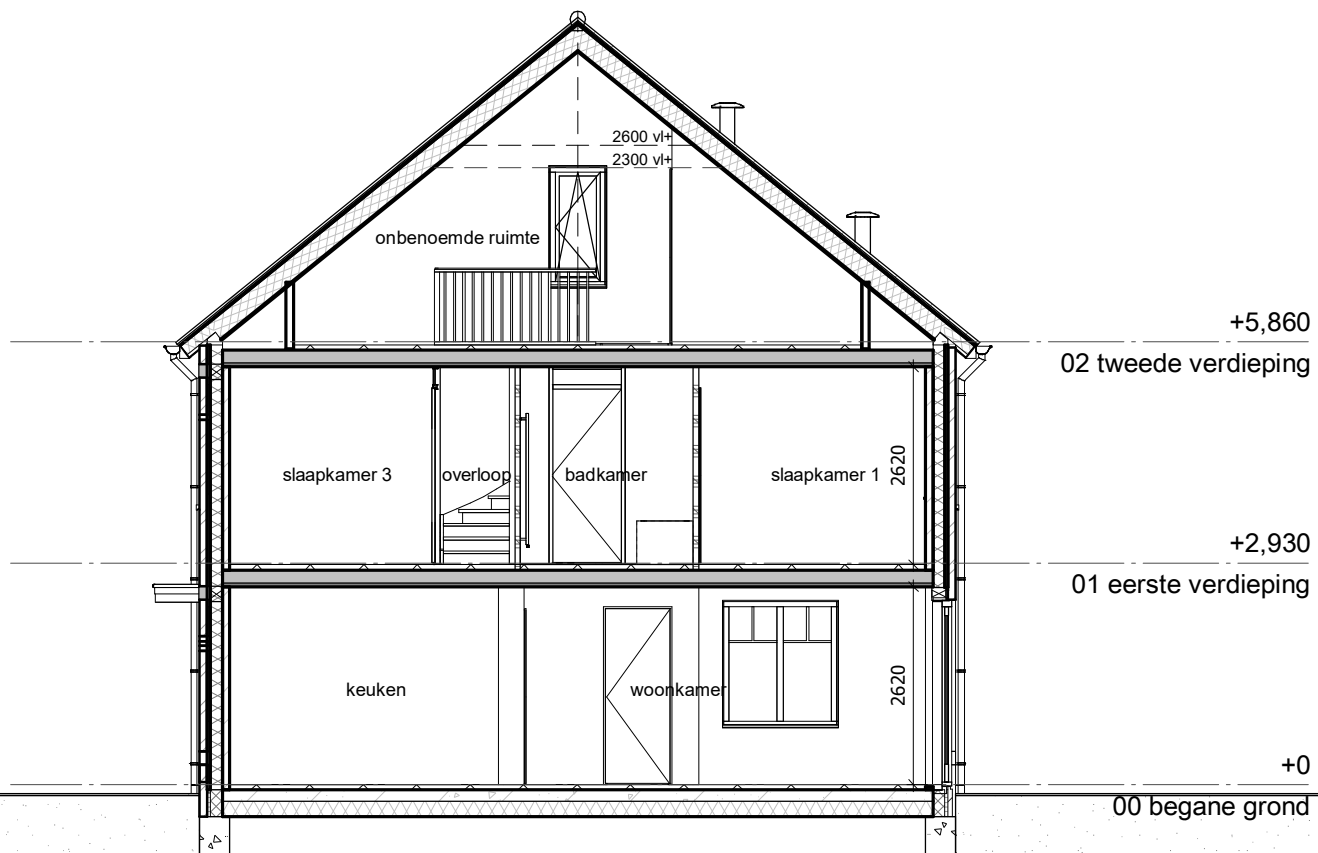 2600 vl+
2300 vl+
onbenoemde ruimte
+5,860
02 tweede verdieping
slaapkamer 3
overloop
badkamer
slaapkamer 1
2620
+2,930
01 eerste verdieping
keuken
woonkamer
2620
+0
00 begane grond